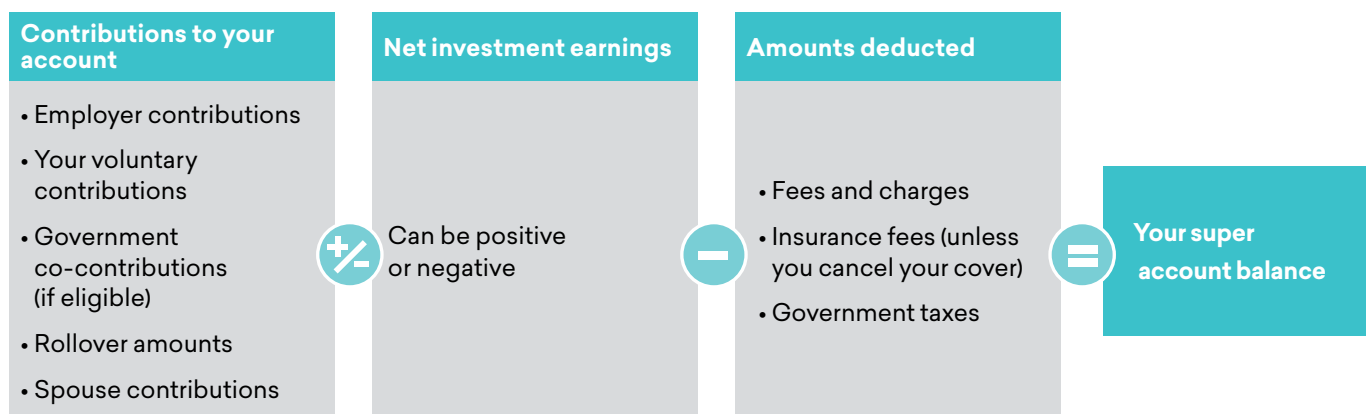 Contributions to your
account
• Employer contributions
• Your voluntary
contributions
• Government
co-contributions
(if eligible)
• Rollover amounts
• Spouse contributions
+/-
Net investment earnings
Can be positive
or negative
–
Amounts deducted
• Fees and charges
• Insurance fees (unless
you cancel your cover)
• Government taxes
=
Your super
account balance